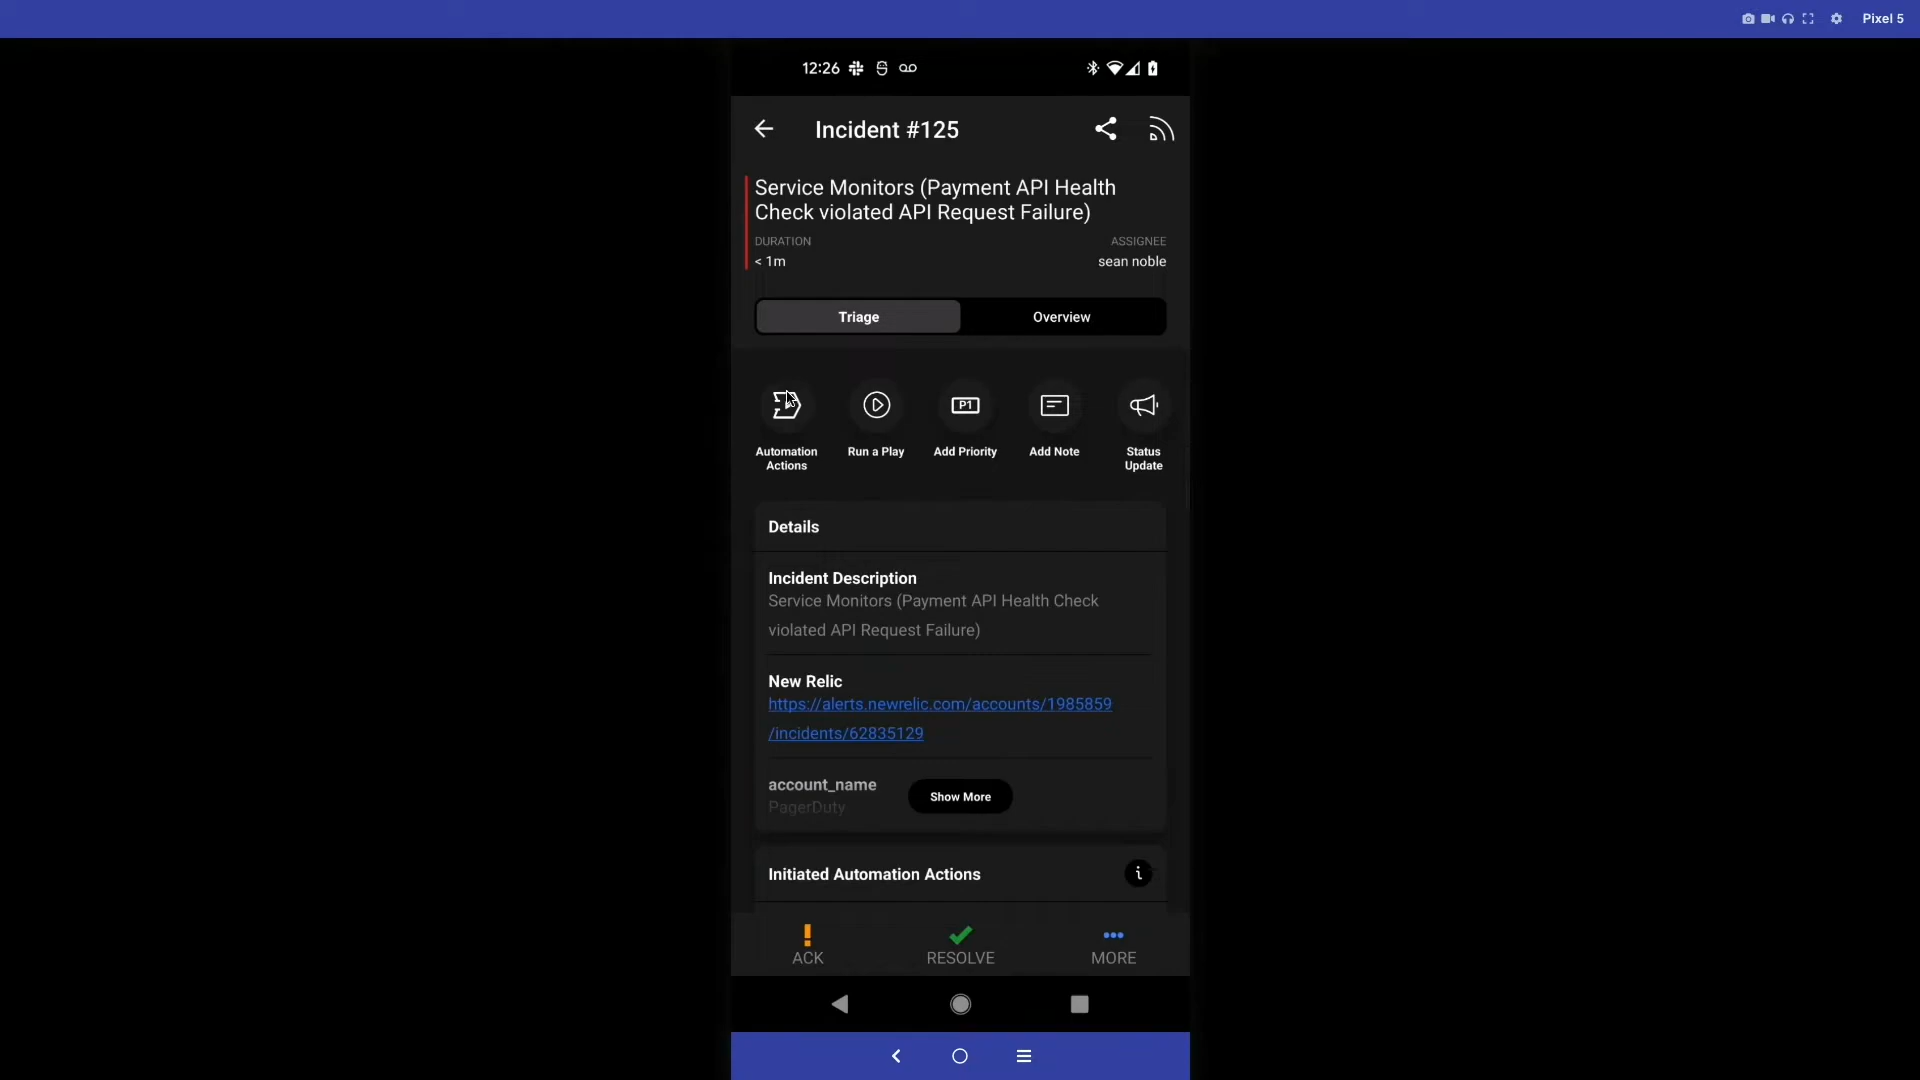 Pixel 5
12:26
Incident #125
Service Monitors (Payment API Health
Check violated API Request Failure)
DURATION
ASSIGNEE
< 1m
sean noble
Triage
Overview
P1
Automation
Actions
Run a Play
Add Priority
Add Note
Status
Update
Details
Incident Description
Service Monitors (Payment API Health Check
violated API Request Failure)
New Relic
https://alerts.newrelic.com/accounts/1985859
/incidents/62835129
account_name
PagerDuty
Show More
Initiated Automation Actions
i
ACK
RESOLVE
MORE